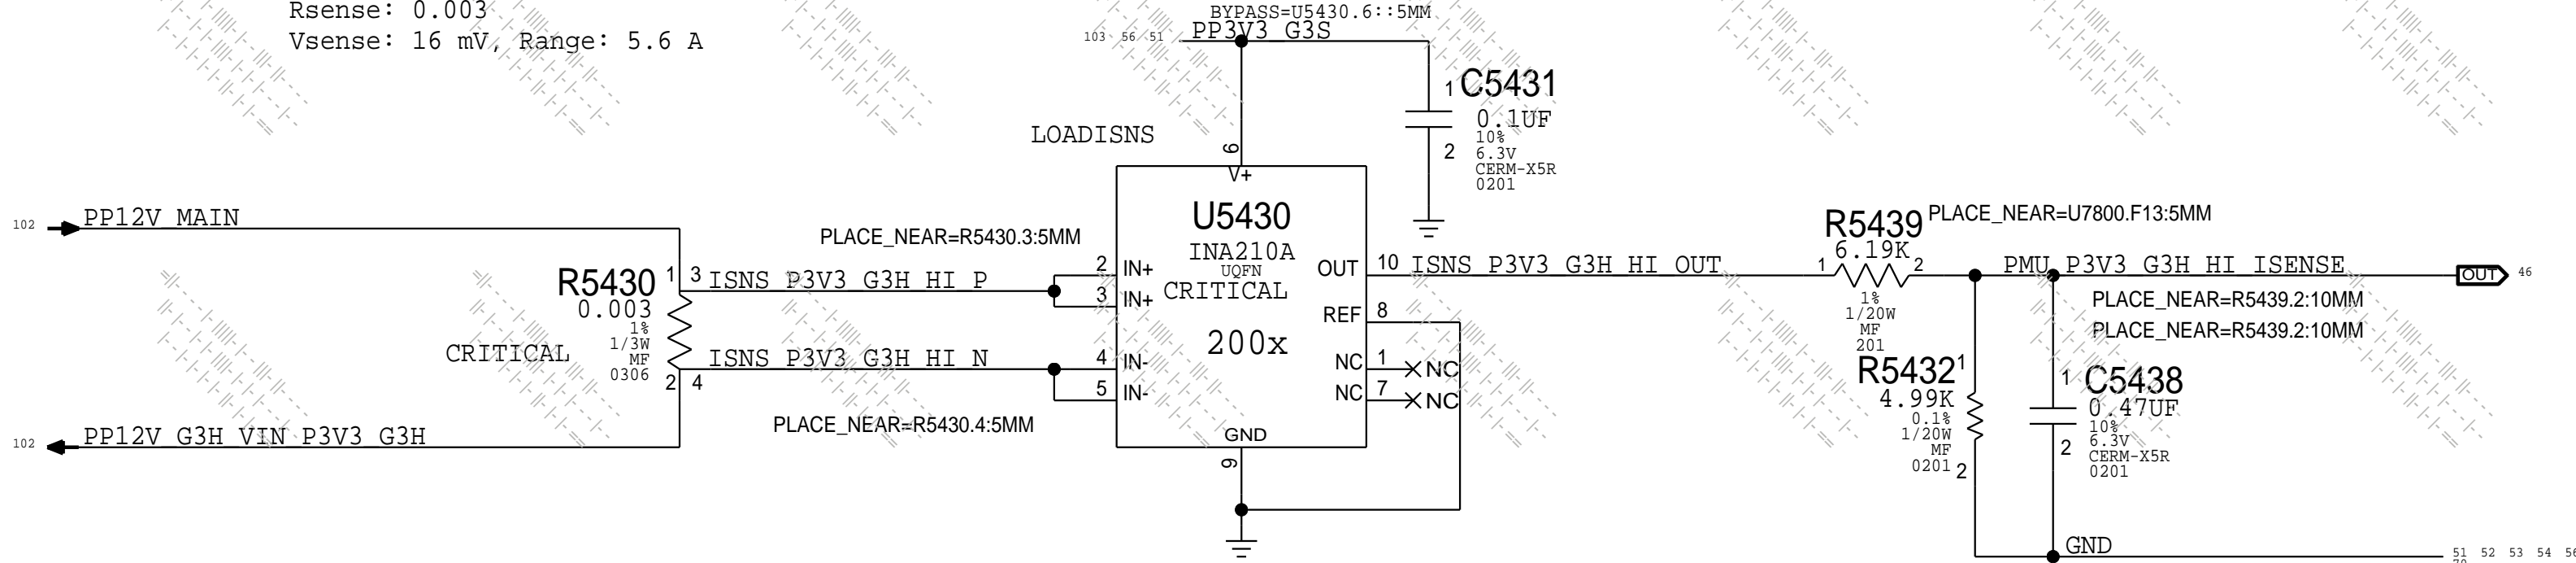 Rsense: 0.003
Vsense: 16 mV, Range: 5.6 A
BYPASS=U5430.6::5MM
103 56 51 PP3V3 G3S
1 C5431
0.1UF
10%
2 6.3V
CERM-X5R
0201
LOADISNS
6
V+
102 PP12V MAIN
PLACE_NEAR=R5430.3:5MM
U5430
INA210A
UQFN
CRITICAL
200x
R5430
0.003
1%
1/3W
MF
0306
CRITICAL
1 3 ISNS P3V3 G3H HI P
2 4 ISNS P3V3 G3H HI N
2 IN+
3 IN+
4 IN-
5 IN-
PLACE_NEAR=R5430.4:5MM
102 PP12V G3H VIN P3V3 G3H
OUT 10 ISNS P3V3 G3H HI OUT
REF 8
NC 1 NC
NC 7 NC
GND
9
R5439 PLACE_NEAR=U7800.F13:5MM
6.19K
1 2
1%
1/20W
MF
201
PMU P3V3 G3H HI ISENSE OUT 46
PLACE_NEAR=R5439.2:10MM
PLACE_NEAR=R5439.2:10MM
R5432 1
4.99K
0.1%
1/20W
MF
0201 2
1 C5438
0.47UF
10%
2 6.3V
CERM-X5R
0201
GND
51 52 53 54 56